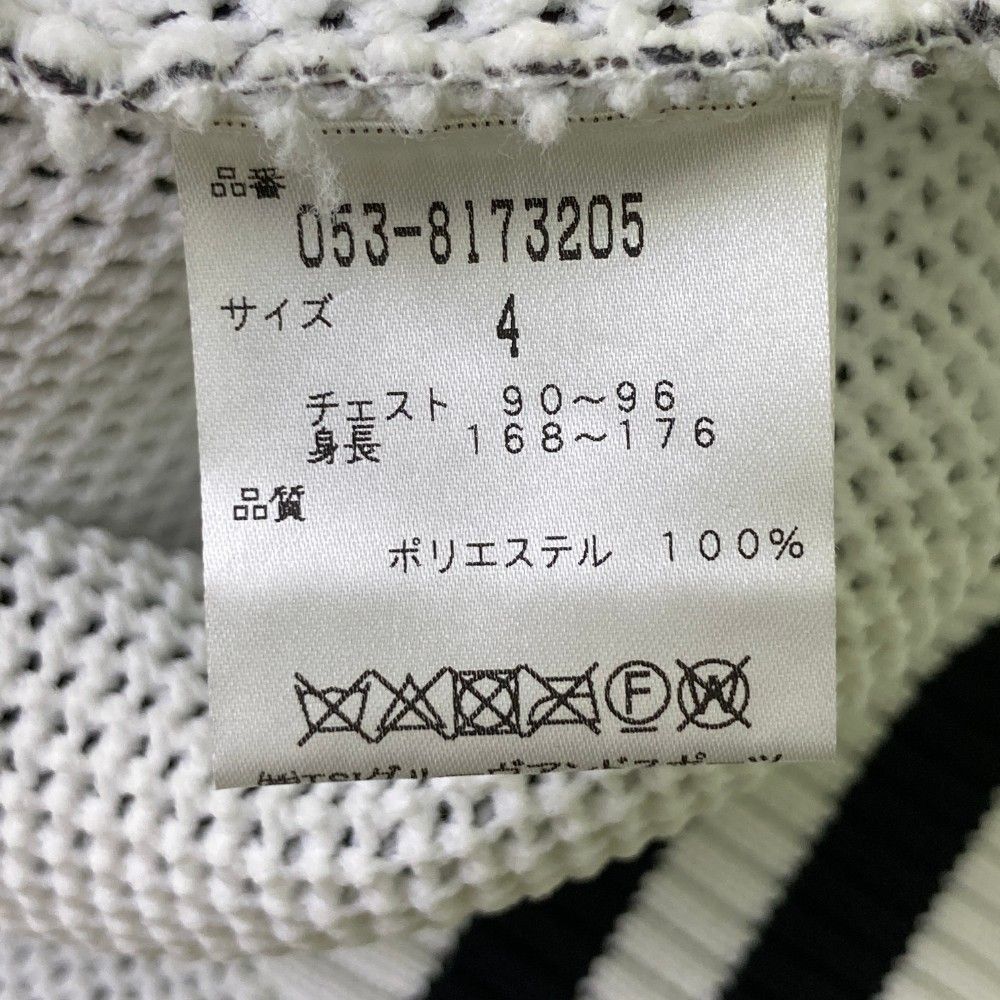 品番
053-8173205
サイズ 4
チェスト 90～96
身長 168～176
品質
ポリエステル 100%
F
W